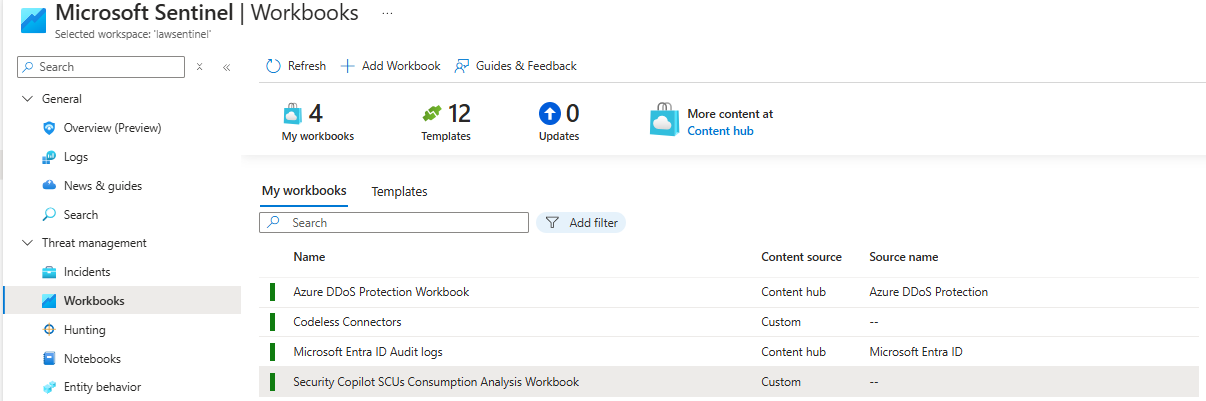 Microsoft Sentinel | Workbooks ...
Selected workspace: 'lawsentinel'
Search
General
Overview (Preview)
Logs
News & guides
Search
Threat management
Incidents
Workbooks
Hunting
Notebooks
Entity behavior
Refresh
Add Workbook
Guides & Feedback
4
My workbooks
12
Templates
0
Updates
More content at
Content hub
My workbooks Templates
Search
Add filter
Name Content source Source name
Azure DDoS Protection Workbook Content hub Azure DDoS Protection
Codeless Connectors Custom --
Microsoft Entra ID Audit logs Content hub Microsoft Entra ID
Security Copilot SCUs Consumption Analysis Workbook Custom --